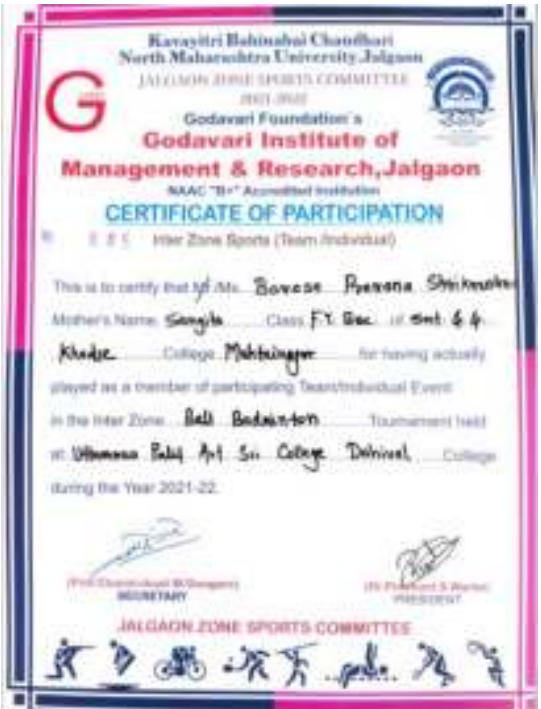 Kavayitri Bahinabai Chaudhari
North Maharashtra University, Jalgaon
JALGAON ZONE SPORTS COMMITTEE
2021-2022
Godavari Foundation's
Godavari Institute of
Management & Research, Jalgaon
NAAC "B+" Accredited Institution
CERTIFICATE OF PARTICIPATION
Inter Zone Sports (Team /Individual)
This is to certify that Mr./Ms. Prerana
Mother's Name Sangita Class F.Y. Bsc of Smt. G. G.
Khadse College Muktainagar for having actually
played as a member of participating Team/Individual Event
in the Inter Zone Ball Badminton Tournament held
at Uttamrao Patil Art Sci College Dahivel College
during the Year 2021-22.
SECRETARY
PRESIDENT
JALGAON ZONE SPORTS COMMITTEE